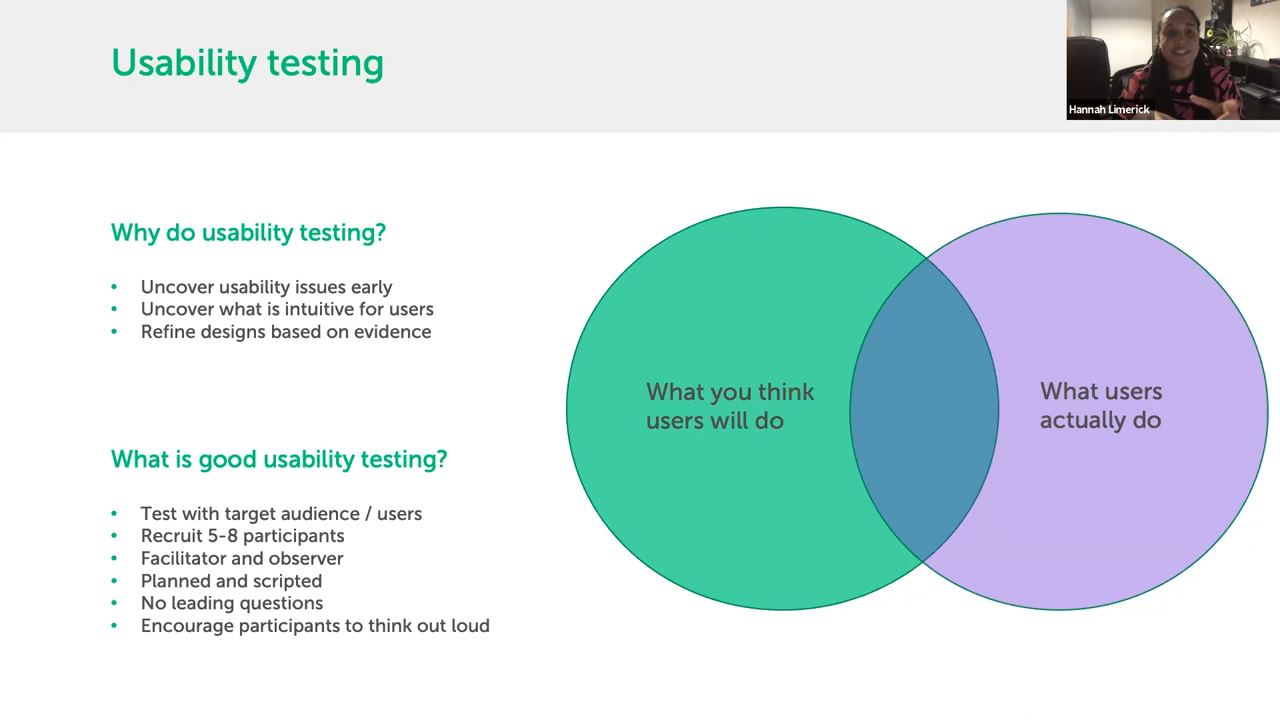 Usability testing
Hannah Limerick
Why do usability testing?
• Uncover usability issues early
• Uncover what is intuitive for users
• Refine designs based on evidence
What is good usability testing?
• Test with target audience / users
• Recruit 5-8 participants
• Facilitator and observer
• Planned and scripted
• No leading questions
• Encourage participants to think out loud
What you think
users will do
What users
actually do